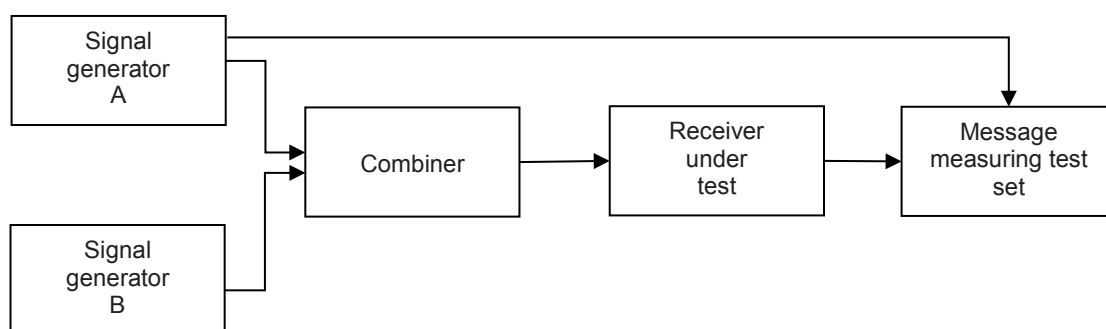 Signal
generator
A
Combiner
Receiver
under
test
Message
measuring test
set
Signal
generator
B